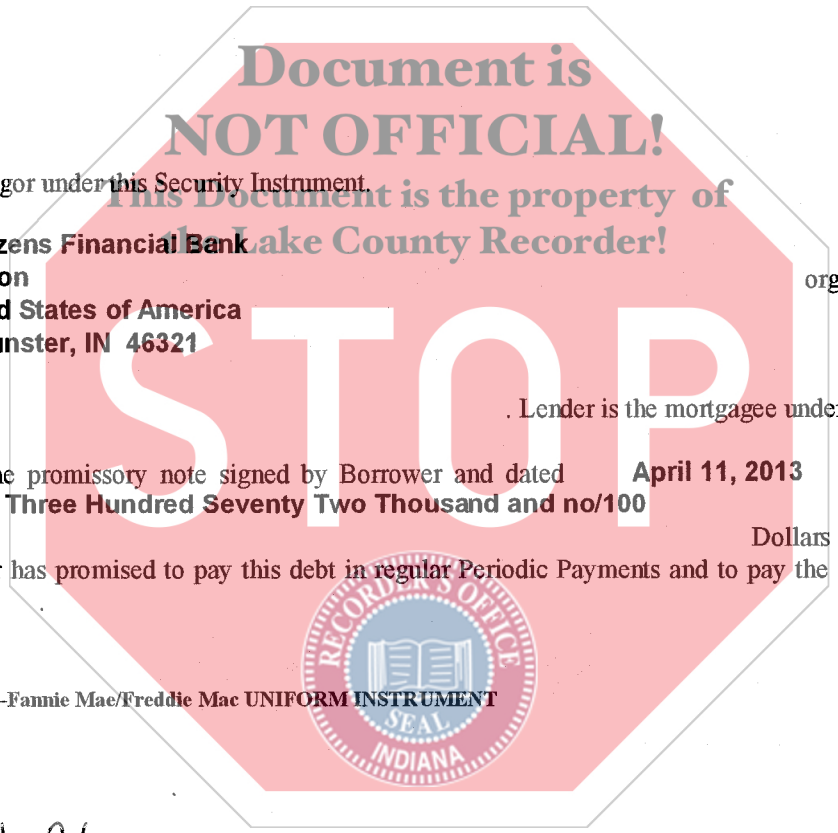 Document is
NOT OFFICIAL!
gor under this Security Instrument.
This Document is the property of
zens Financial Bank
the Lake County Recorder!
on
org
d States of America
unster, IN 46321
STOP
. Lender is the mortgagee under
e promissory note signed by Borrower and dated April 11, 2013
Three Hundred Seventy Two Thousand and no/100
Dollars
r has promised to pay this debt in regular Periodic Payments and to pay the
RECORDER'S OFFICE
-Fannie Mae/Freddie Mac UNIFORM INSTRUMENT
SEAL
INDIANA